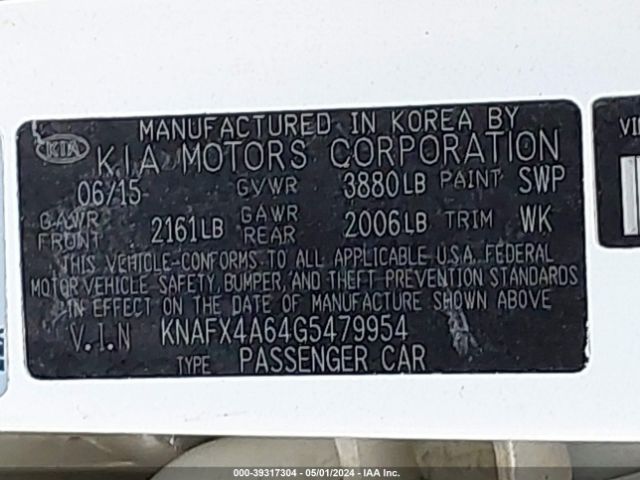 MANUFACTURED IN KOREA BY
KIA KIA MOTORS CORPORATION
06/15 GVWR 3880LB PAINT SWP
GAWR FRONT 2161LB GAWR REAR 2006LB TRIM WK
THIS VEHICLE-CONFORMS TO ALL APPLICABLE U.S.A. FEDERAL
MOTOR VEHICLE SAFETY, BUMPER, AND THEFT PREVENTION STANDARDS
IN EFFECT ON THE DATE OF MANUFACTURE SHOWN ABOVE
V.I.N KNAFX4A64G5479954
TYPE PASSENGER CAR
VI
000-39317304 - 05/01/2024 - IAA Inc.